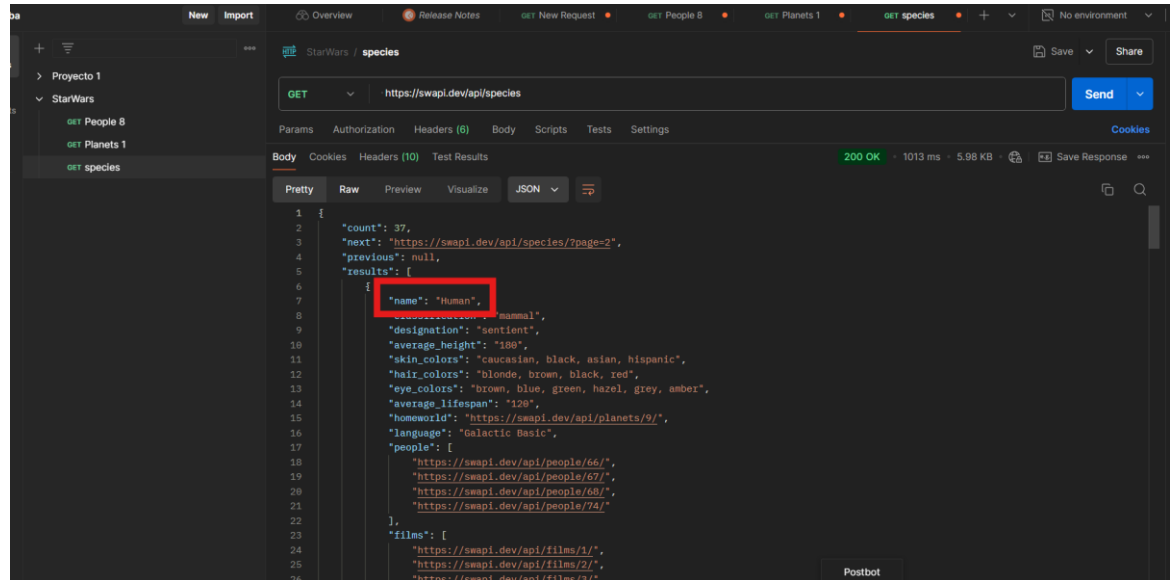 ba New Import Overview Release Notes GET New Request GET People 8 GET Planets 1 GET species No environment
StarWars / species Save Share
Proyecto 1
StarWars
GET https://swapi.dev/api/species Send
GET People 8
Params Authorization Headers (6) Body Scripts Tests Settings Cookies
GET Planets 1
Body Cookies Headers (10) Test Results 200 OK 1013 ms 5.98 KB Save Response
GET species
Pretty Raw Preview Visualize JSON
1 {
2 "count": 37,
3 "next": "https://swapi.dev/api/species/?page=2",
4 "previous": null,
5 "results": [
6 {
7 "name": "Human",
8 "mammal",
9 "designation": "sentient",
10 "average_height": "180",
11 "skin_colors": "caucasian, black, asian, hispanic",
12 "hair_colors": "blonde, brown, black, red",
13 "eye_colors": "brown, blue, green, hazel, grey, amber",
14 "average_lifespan": "120",
15 "homeworld": "https://swapi.dev/api/planets/9/",
16 "language": "Galactic Basic",
17 "people": [
18 "https://swapi.dev/api/people/66/",
19 "https://swapi.dev/api/people/67/",
20 "https://swapi.dev/api/people/68/",
21 "https://swapi.dev/api/people/74/"
22 ],
23 "films": [
24 "https://swapi.dev/api/films/1/",
25 "https://swapi.dev/api/films/2/",
26 "https://swapi.dev/api/films/3/"
Postbot